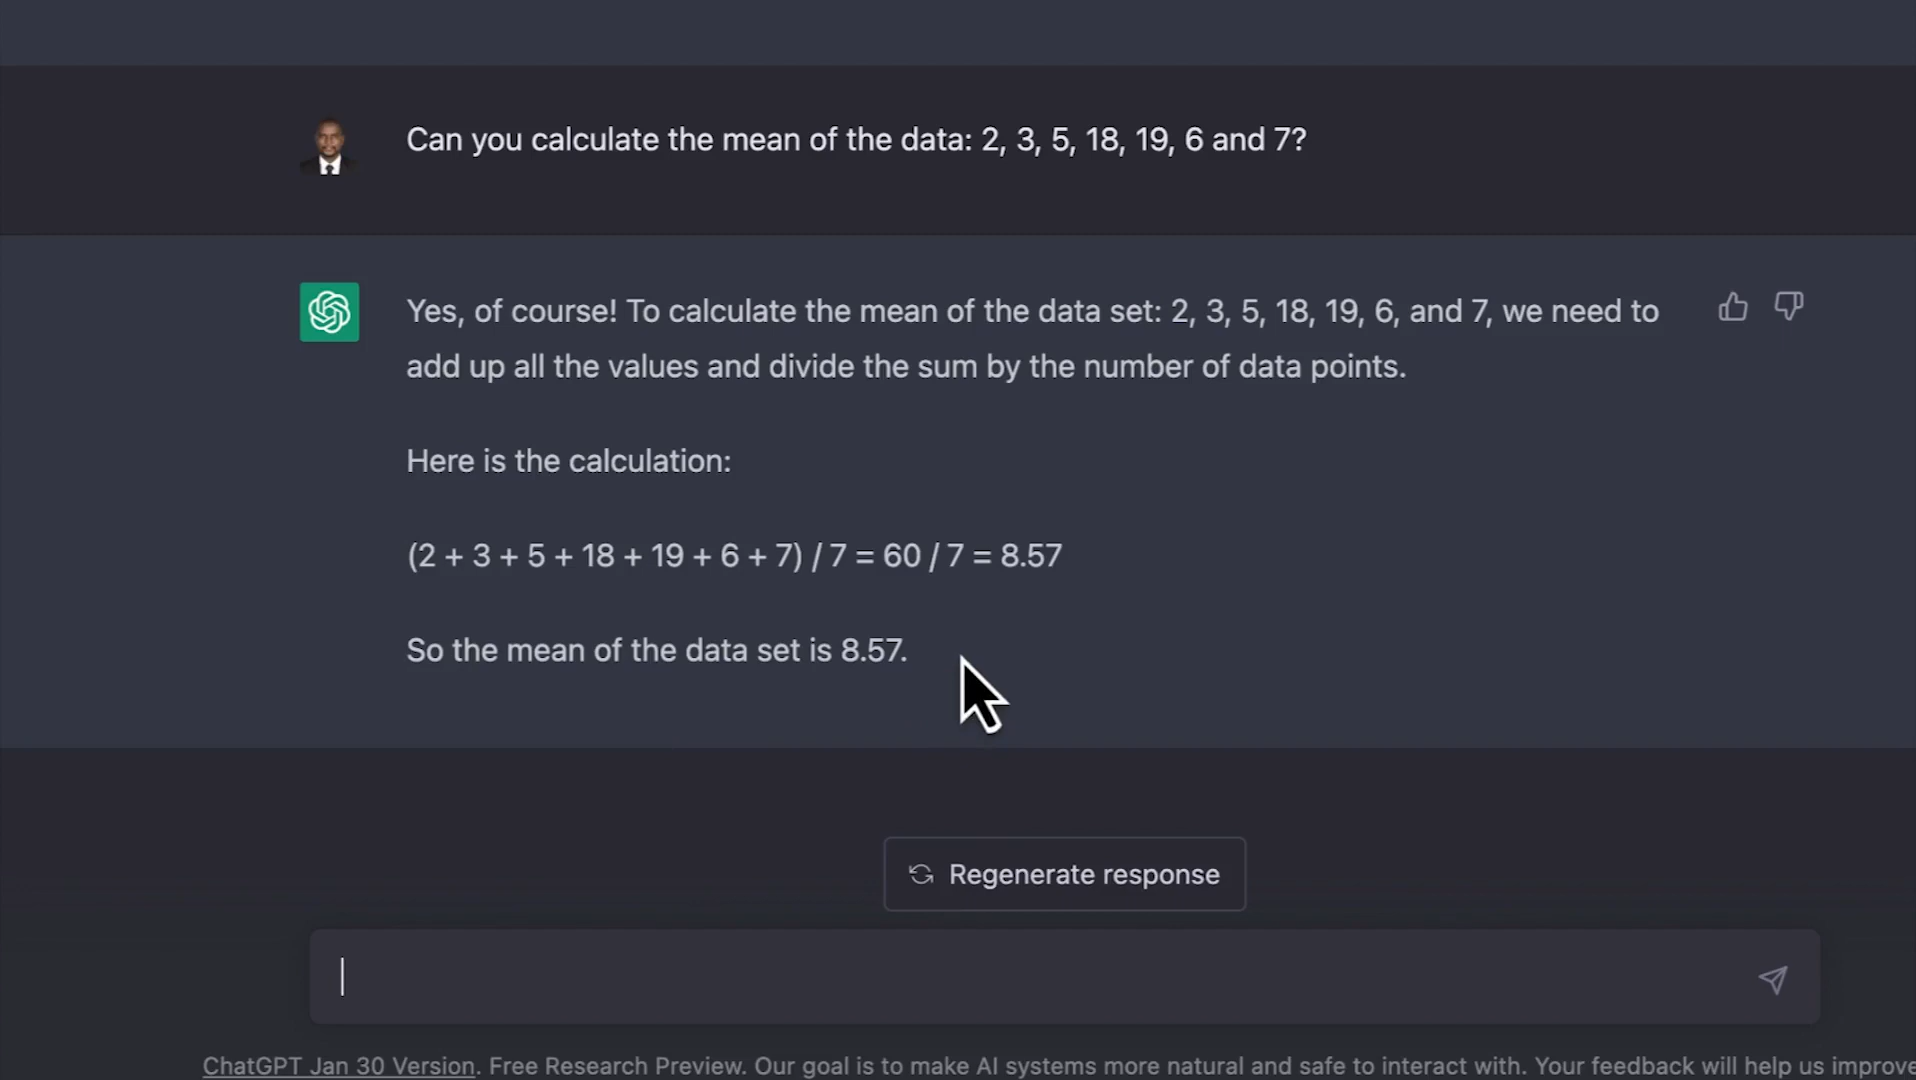 Can you calculate the mean of the data: 2, 3, 5, 18, 19, 6 and 7?
Yes, of course! To calculate the mean of the data set: 2, 3, 5, 18, 19, 6, and 7, we need to
add up all the values and divide the sum by the number of data points.
Here is the calculation:
(2 + 3 + 5 + 18 + 19 + 6 + 7) / 7 = 60 / 7 = 8.57
So the mean of the data set is 8.57.
Regenerate response
ChatGPT Jan 30 Version. Free Research Preview. Our goal is to make AI systems more natural and safe to interact with. Your feedback will help us improve